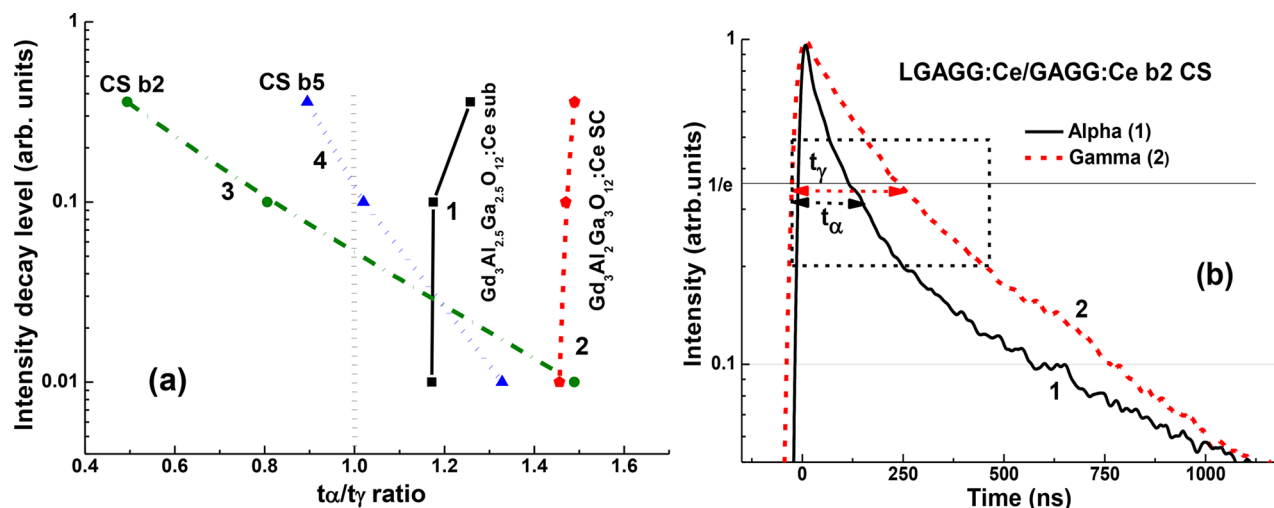 Intensity decay level (arb. units)
1
0.1
0.01
0.4
0.6
0.8
1.0
1.2
1.4
1.6
tα/tγ ratio
CS b2
CS b5
3
4
1
2
Gd3Al2.5Ga2.5O12:Ce sub
Gd3Al2Ga3O12:Ce SC
(a)
Intensity (atrb.units)
1
1/e
0.1
0
250
500
750
1000
Time (ns)
LGAGG:Ce/GAGG:Ce b2 CS
Alpha (1)
Gamma (2)
tγ
tα
(b)
2
1